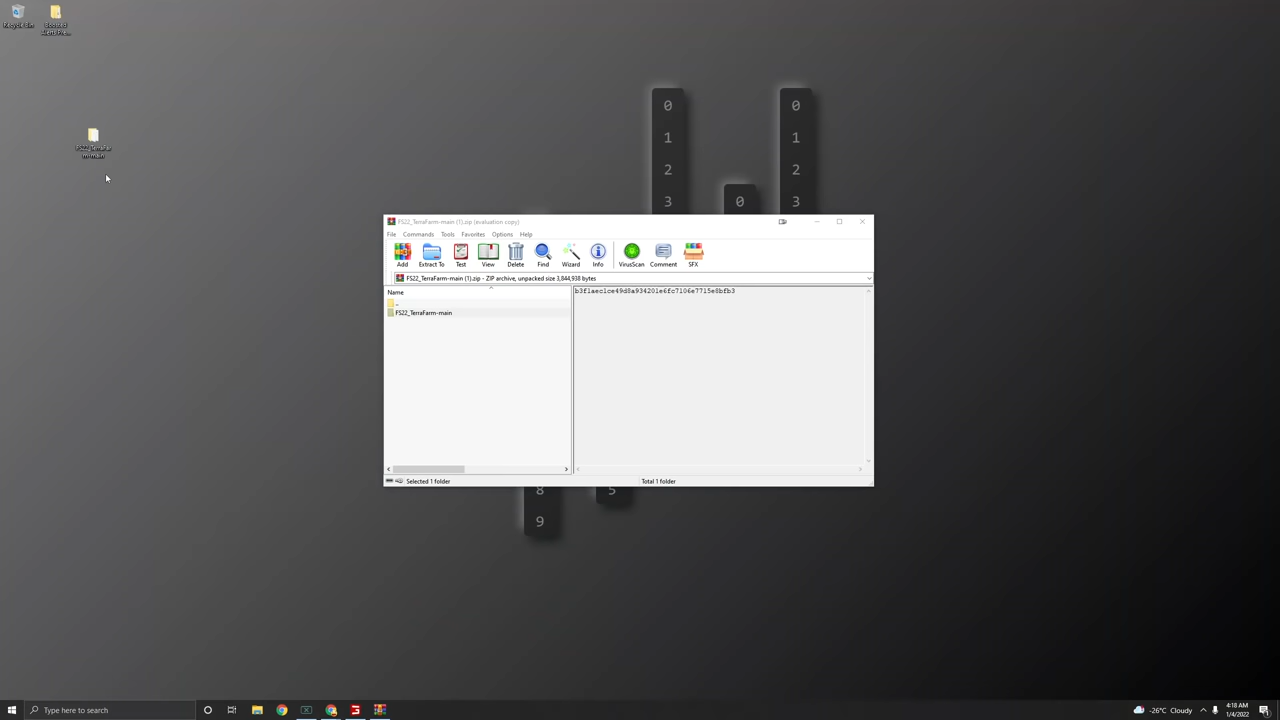 Recycle Bin
FS22_TerraFar
m-main
0
1
2
3
0
0
1
2
3
FS22_TerraFarm-main (1).zip (evaluation copy)
File Commands Tools Favorites Options Help
Add Extract To Test View Delete Find Wizard Info VirusScan Comment SFX
FS22_TerraFarm-main (1).zip - ZIP archive, unpacked size 3,844,938 bytes
Name
..
FS22_TerraFarm-main
Selected 1 folder
Total 1 folder
8
5
9
Type here to search
-26°C Cloudy
4:18 AM
1/4/2022